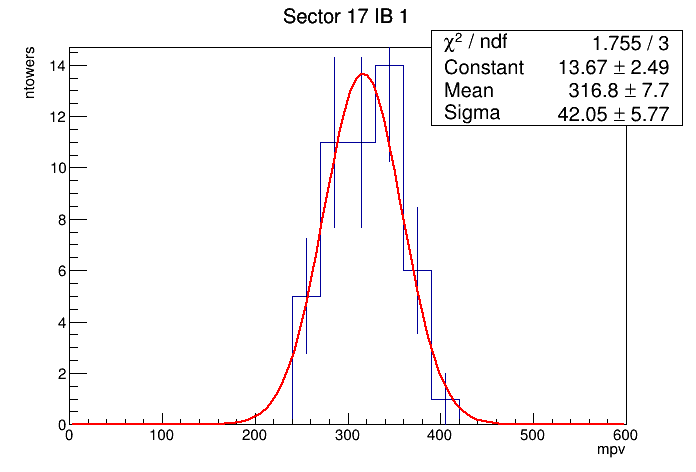 Sector 17 IB 1
χ² / ndf 1.755 / 3
Constant 13.67 ± 2.49
Mean 316.8 ± 7.7
Sigma 42.05 ± 5.77
ntowers
14
12
10
8
6
4
2
0
0 100 200 300 400 500 600
mpv